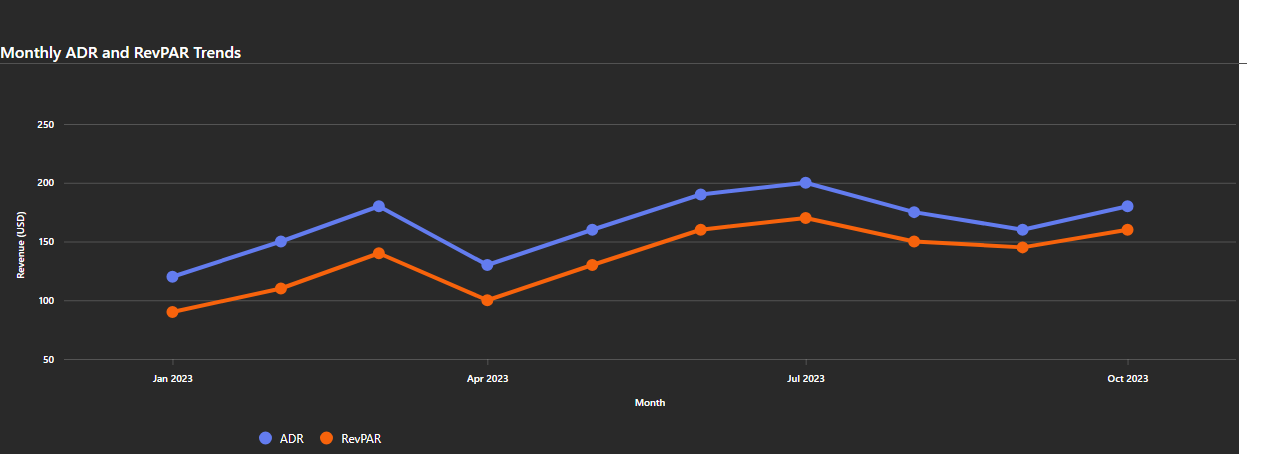 Monthly ADR and RevPAR Trends
250
200
150
100
50
Revenue (USD)
Jan 2023 Apr 2023 Jul 2023 Oct 2023
Month
ADR RevPAR